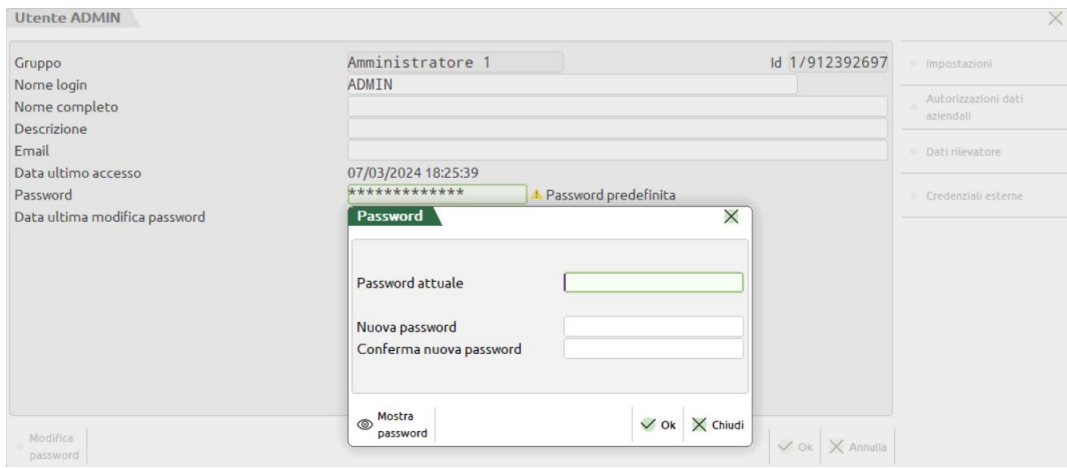 Utente ADMIN
Gruppo Amministratore 1 Id 1/912392697
Nome login ADMIN
Nome completo
Descrizione
Email
Data ultimo accesso 07/03/2024 18:25:39
Password ************* Password predefinita
Data ultima modifica password
Impostazioni
Autorizzazioni dati
aziendali
Dati rilevatore
Credenziali esterne
Password
Password attuale
Nuova password
Conferma nuova password
Mostra
password
Ok Chiudi
Modifica
password
Ok Annulla